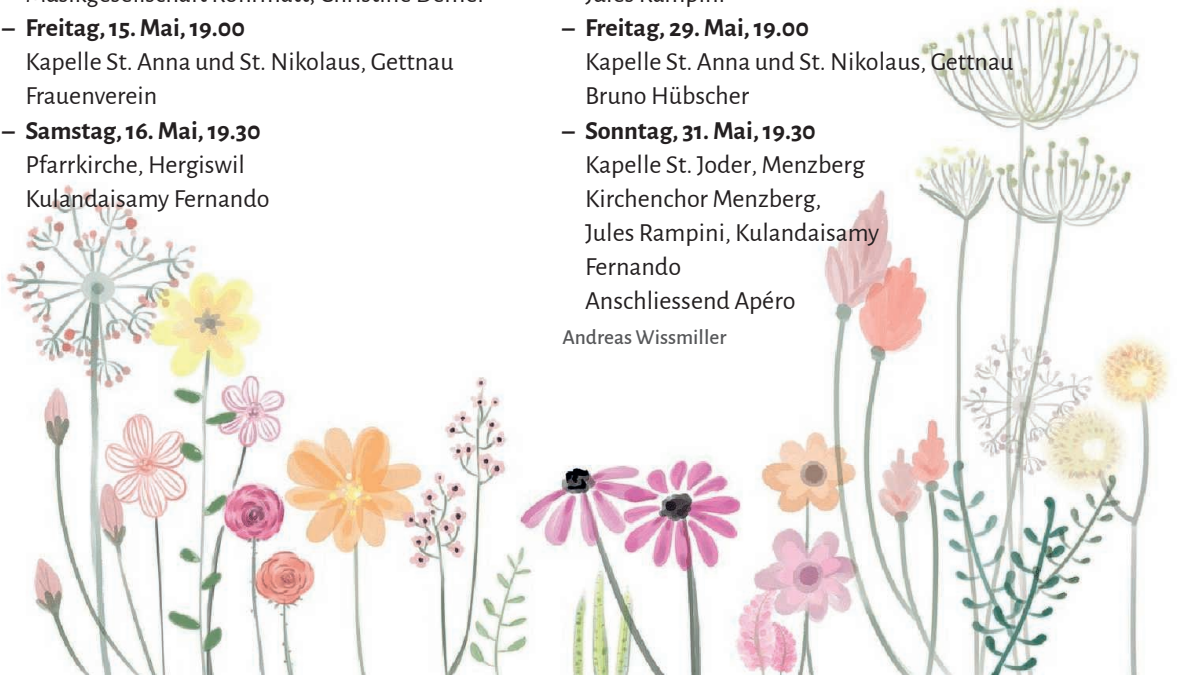 – Freitag, 15. Mai, 19.00
Kapelle St. Anna und St. Nikolaus, Gettnau
Frauenverein
– Samstag, 16. Mai, 19.30
Pfarrkirche, Hergiswil
Kulandaisamy Fernando
Jules Rampini
– Freitag, 29. Mai, 19.00
Kapelle St. Anna und St. Nikolaus, Gettnau
Bruno Hübscher
– Sonntag, 31. Mai, 19.30
Kapelle St. Joder, Menzberg
Kirchenchor Menzberg,
Jules Rampini, Kulandaisamy
Fernando
Anschliessend Apéro
Andreas Wissmiller